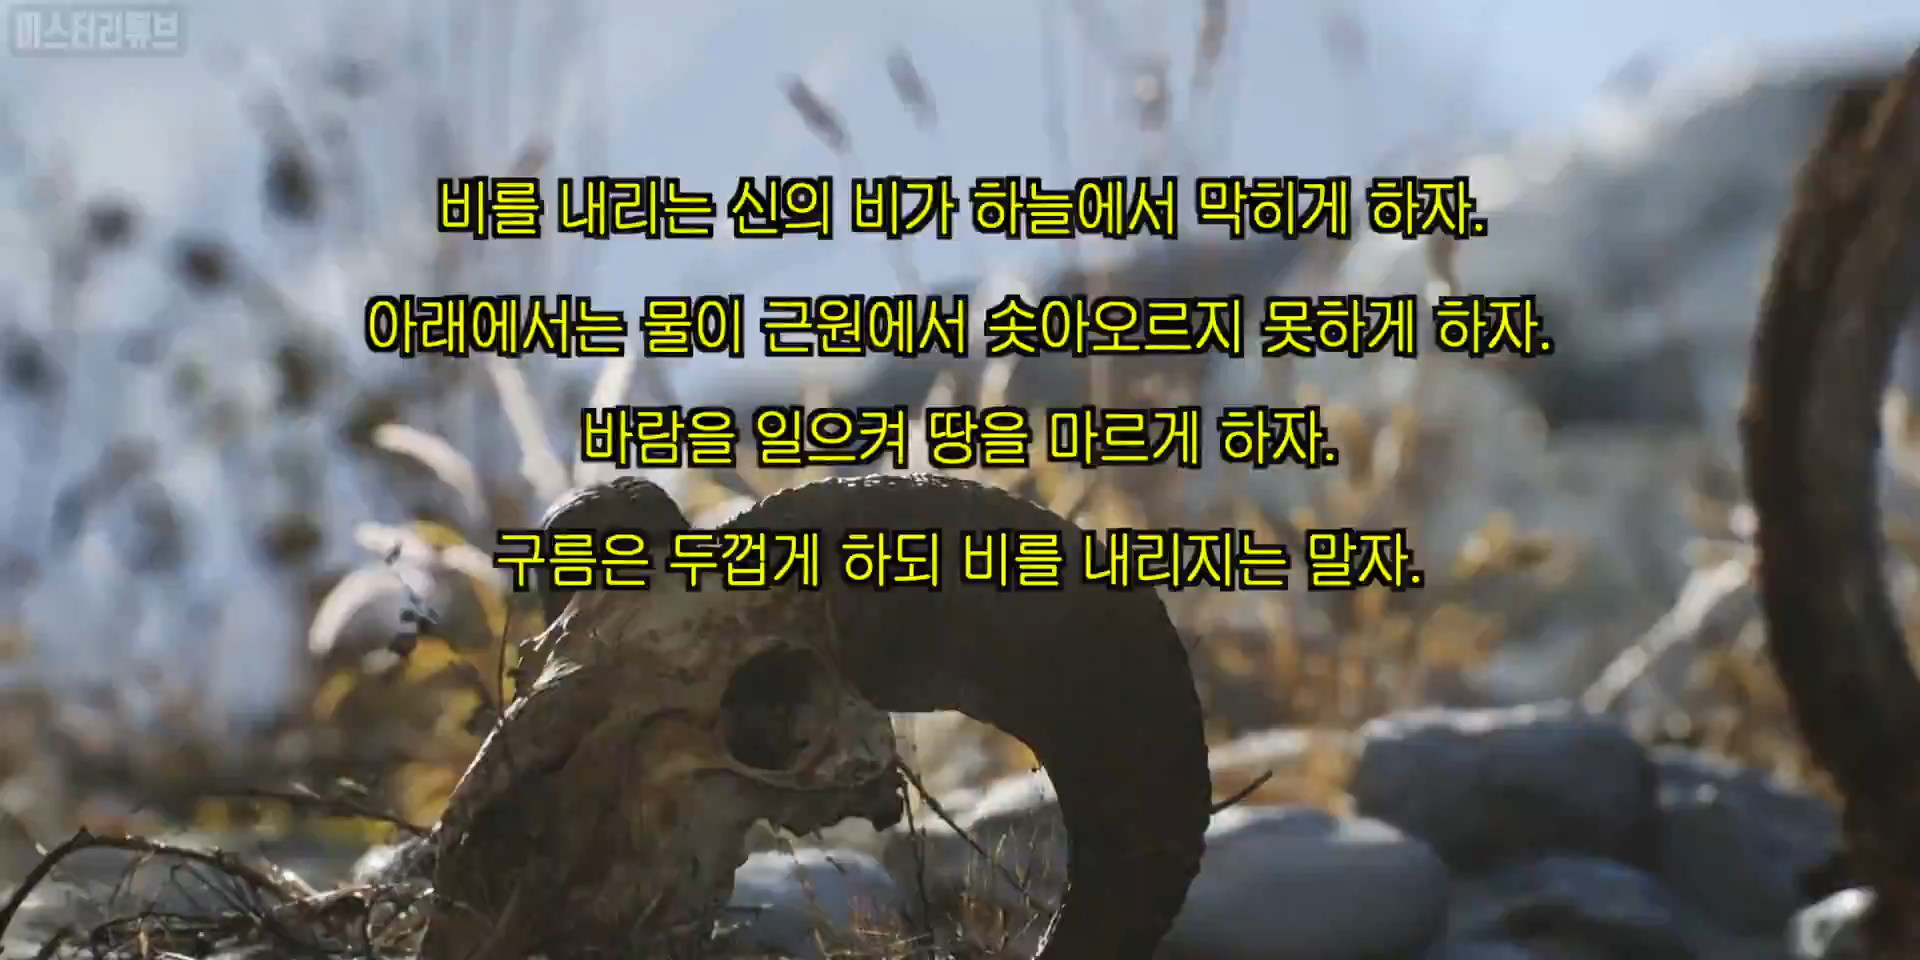 미스터리튜브
비를 내리는 신의 비가 하늘에서 막히게 하자.
아래에서는 물이 근원에서 솟아오르지 못하게 하자.
바람을 일으켜 땅을 마르게 하자.
구름은 두껍게 하되 비를 내리지는 말자.